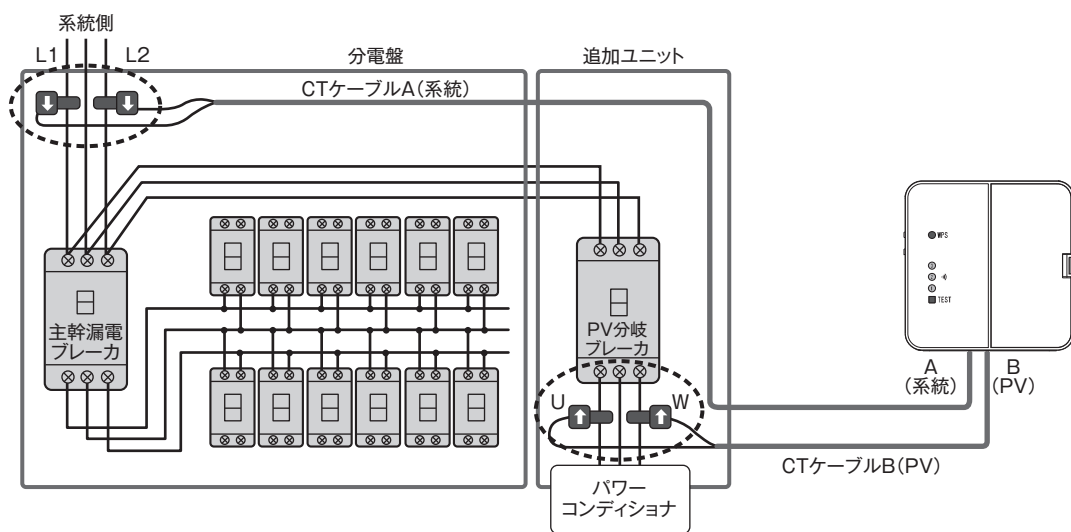 系統側
L1
L2
分電盤
追加ユニット
CTケーブルA（系統）
主幹漏電
ブレーカ
PV分岐
ブレーカ
WPS
TEST
A
（系統）
B
（PV）
U
W
CTケーブルB（PV）
パワー
コンディショナ